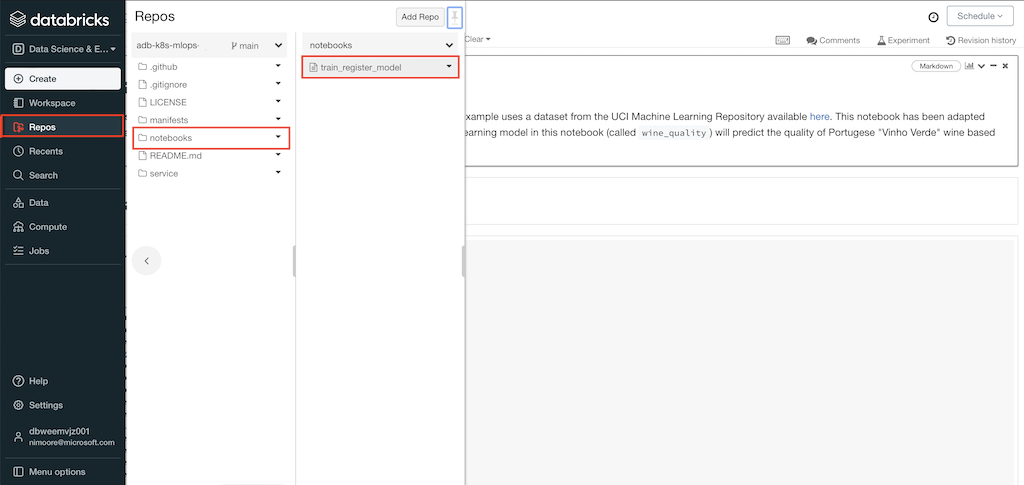 databricks
Data Science & E...
Create
Workspace
Repos
Recents
Search
Data
Compute
Jobs
Help
Settings
dbweemvjz001
nimoore@microsoft.com
Menu options
Repos
Add Repo
adb-k8s-mlops
main
.github
.gitignore
LICENSE
manifests
notebooks
README.md
service
notebooks
train_register_model
Schedule
Clear
Comments
Experiment
Revision history
Markdown
xample uses a dataset from the UCI Machine Learning Repository available here. This notebook has been adapted
earning model in this notebook (called wine_quality ) will predict the quality of Portugese "Vinho Verde" wine based